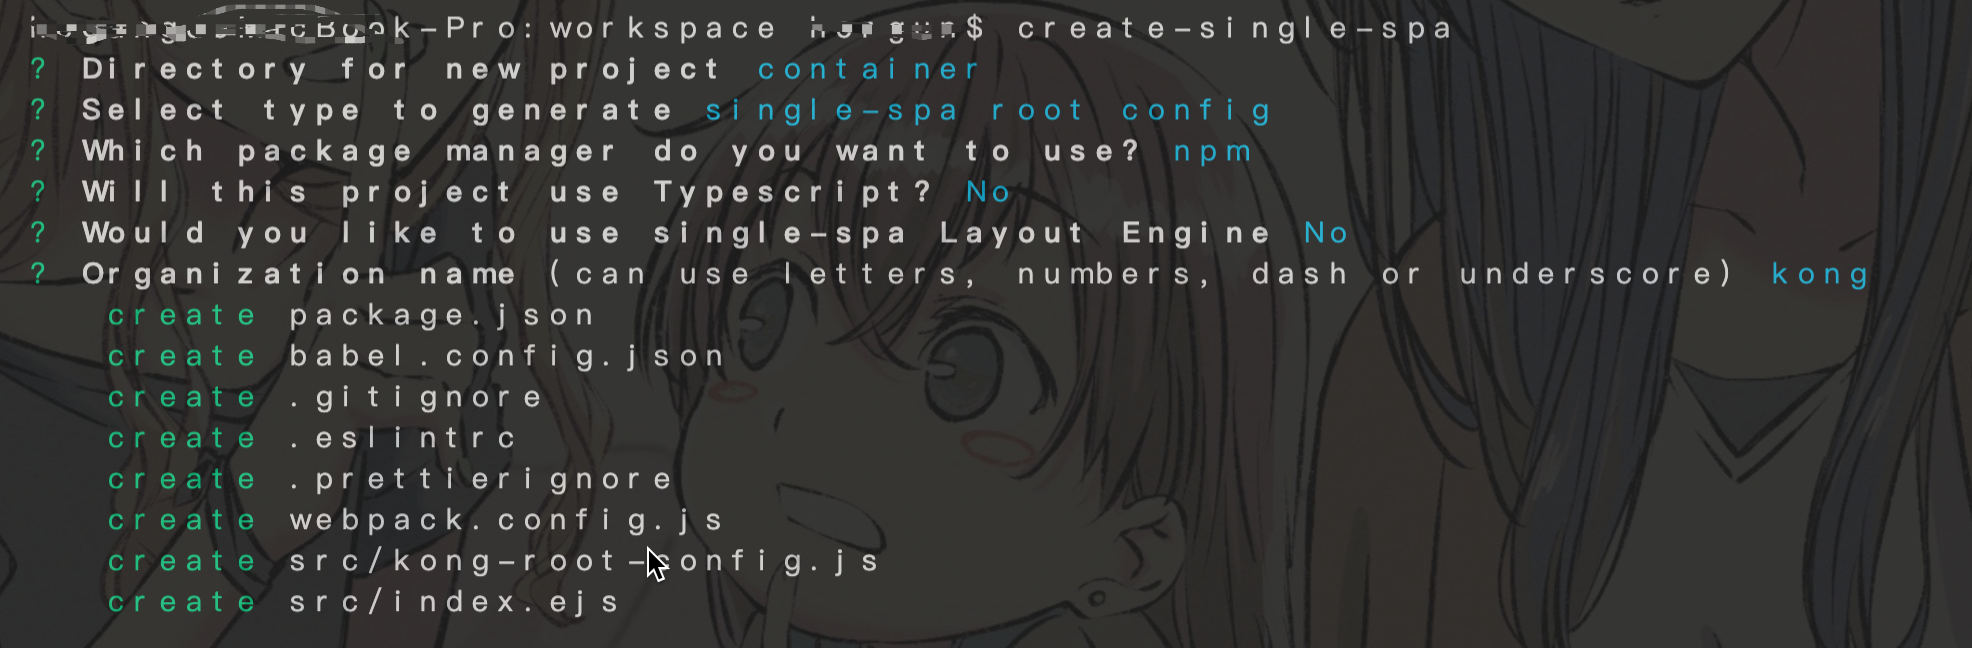 -Pro:workspace $ create-single-spa
? Directory for new project container
? Select type to generate single-spa root config
? Which package manager do you want to use? npm
? Will this project use Typescript? No
? Would you like to use single-spa Layout Engine No
? Organization name (can use letters, numbers, dash or underscore) kong
create package.json
create babel.config.json
create .gitignore
create .eslintrc
create .prettierignore
create webpack.config.js
create src/kong-root-config.js
create src/index.ejs